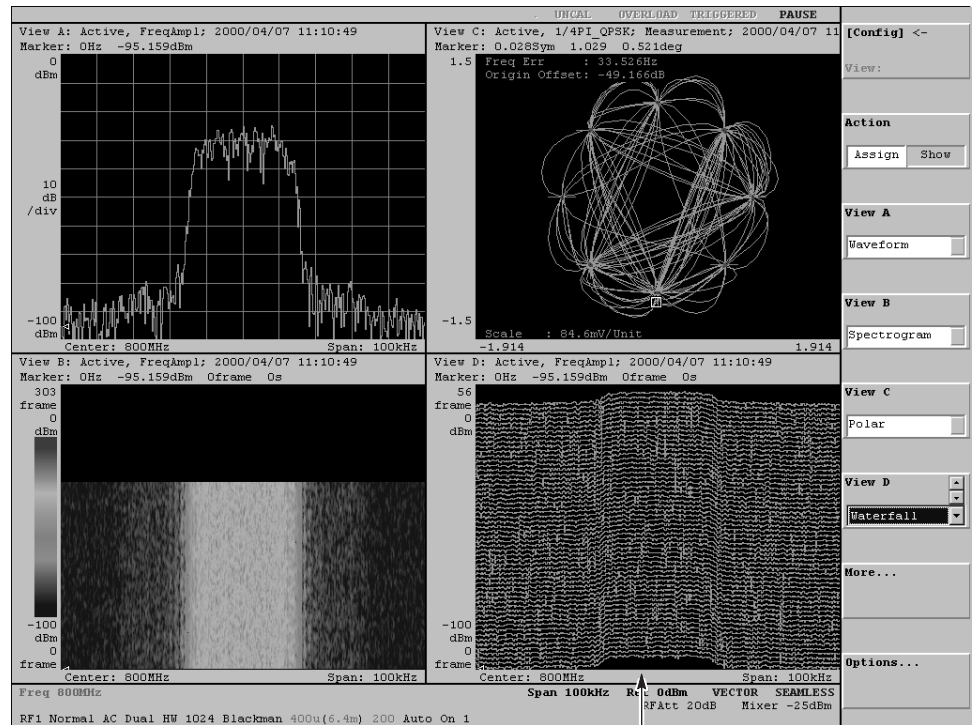 . UNCAL OVERLOAD TRIGGERED PAUSE
View A: Active, FreqAmpl; 2000/04/07 11:10:49
Marker: 0Hz -95.159dBm
0
dBm
10
dB
/div
-100
dBm
Center: 800MHz Span: 100kHz
View C: Active, 1/4PI_QPSK; Measurement; 2000/04/07 11
Marker: 0.028Sym 1.029 0.521deg
1.5
Freq Err : 33.526Hz
Origin Offset: -49.166dB
-1.5
Scale : 84.6mV/Unit
-1.914 1.914
View B: Active, FreqAmpl; 2000/04/07 11:10:49
Marker: 0Hz -95.159dBm 0frame 0s
303
frame
0
dBm
-100
dBm
0
frame
Center: 800MHz Span: 100kHz
View D: Active, FreqAmpl; 2000/04/07 11:10:49
Marker: 0Hz -95.159dBm 0frame 0s
56
frame
0
dBm
-100
dBm
0
frame
Center: 800MHz Span: 100kHz
Freq 800MHz Span 100kHz 0dBm VECTOR SEAMLESS
RFAtt 20dB Mixer -25dBm
RF1 Normal AC Dual HW 1024 Blackman 400u(6.4m) 200 Auto On 1
[Config] <-
View:
Action
Assign Show
View A
Waveform
View B
Spectrogram
View C
Polar
View D
Waterfall
More...
Options...